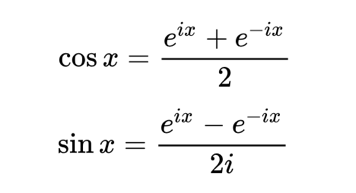 cos x = (e^{ix} + e^{-ix}) / 2
sin x = (e^{ix} − e^{-ix}) / 2i